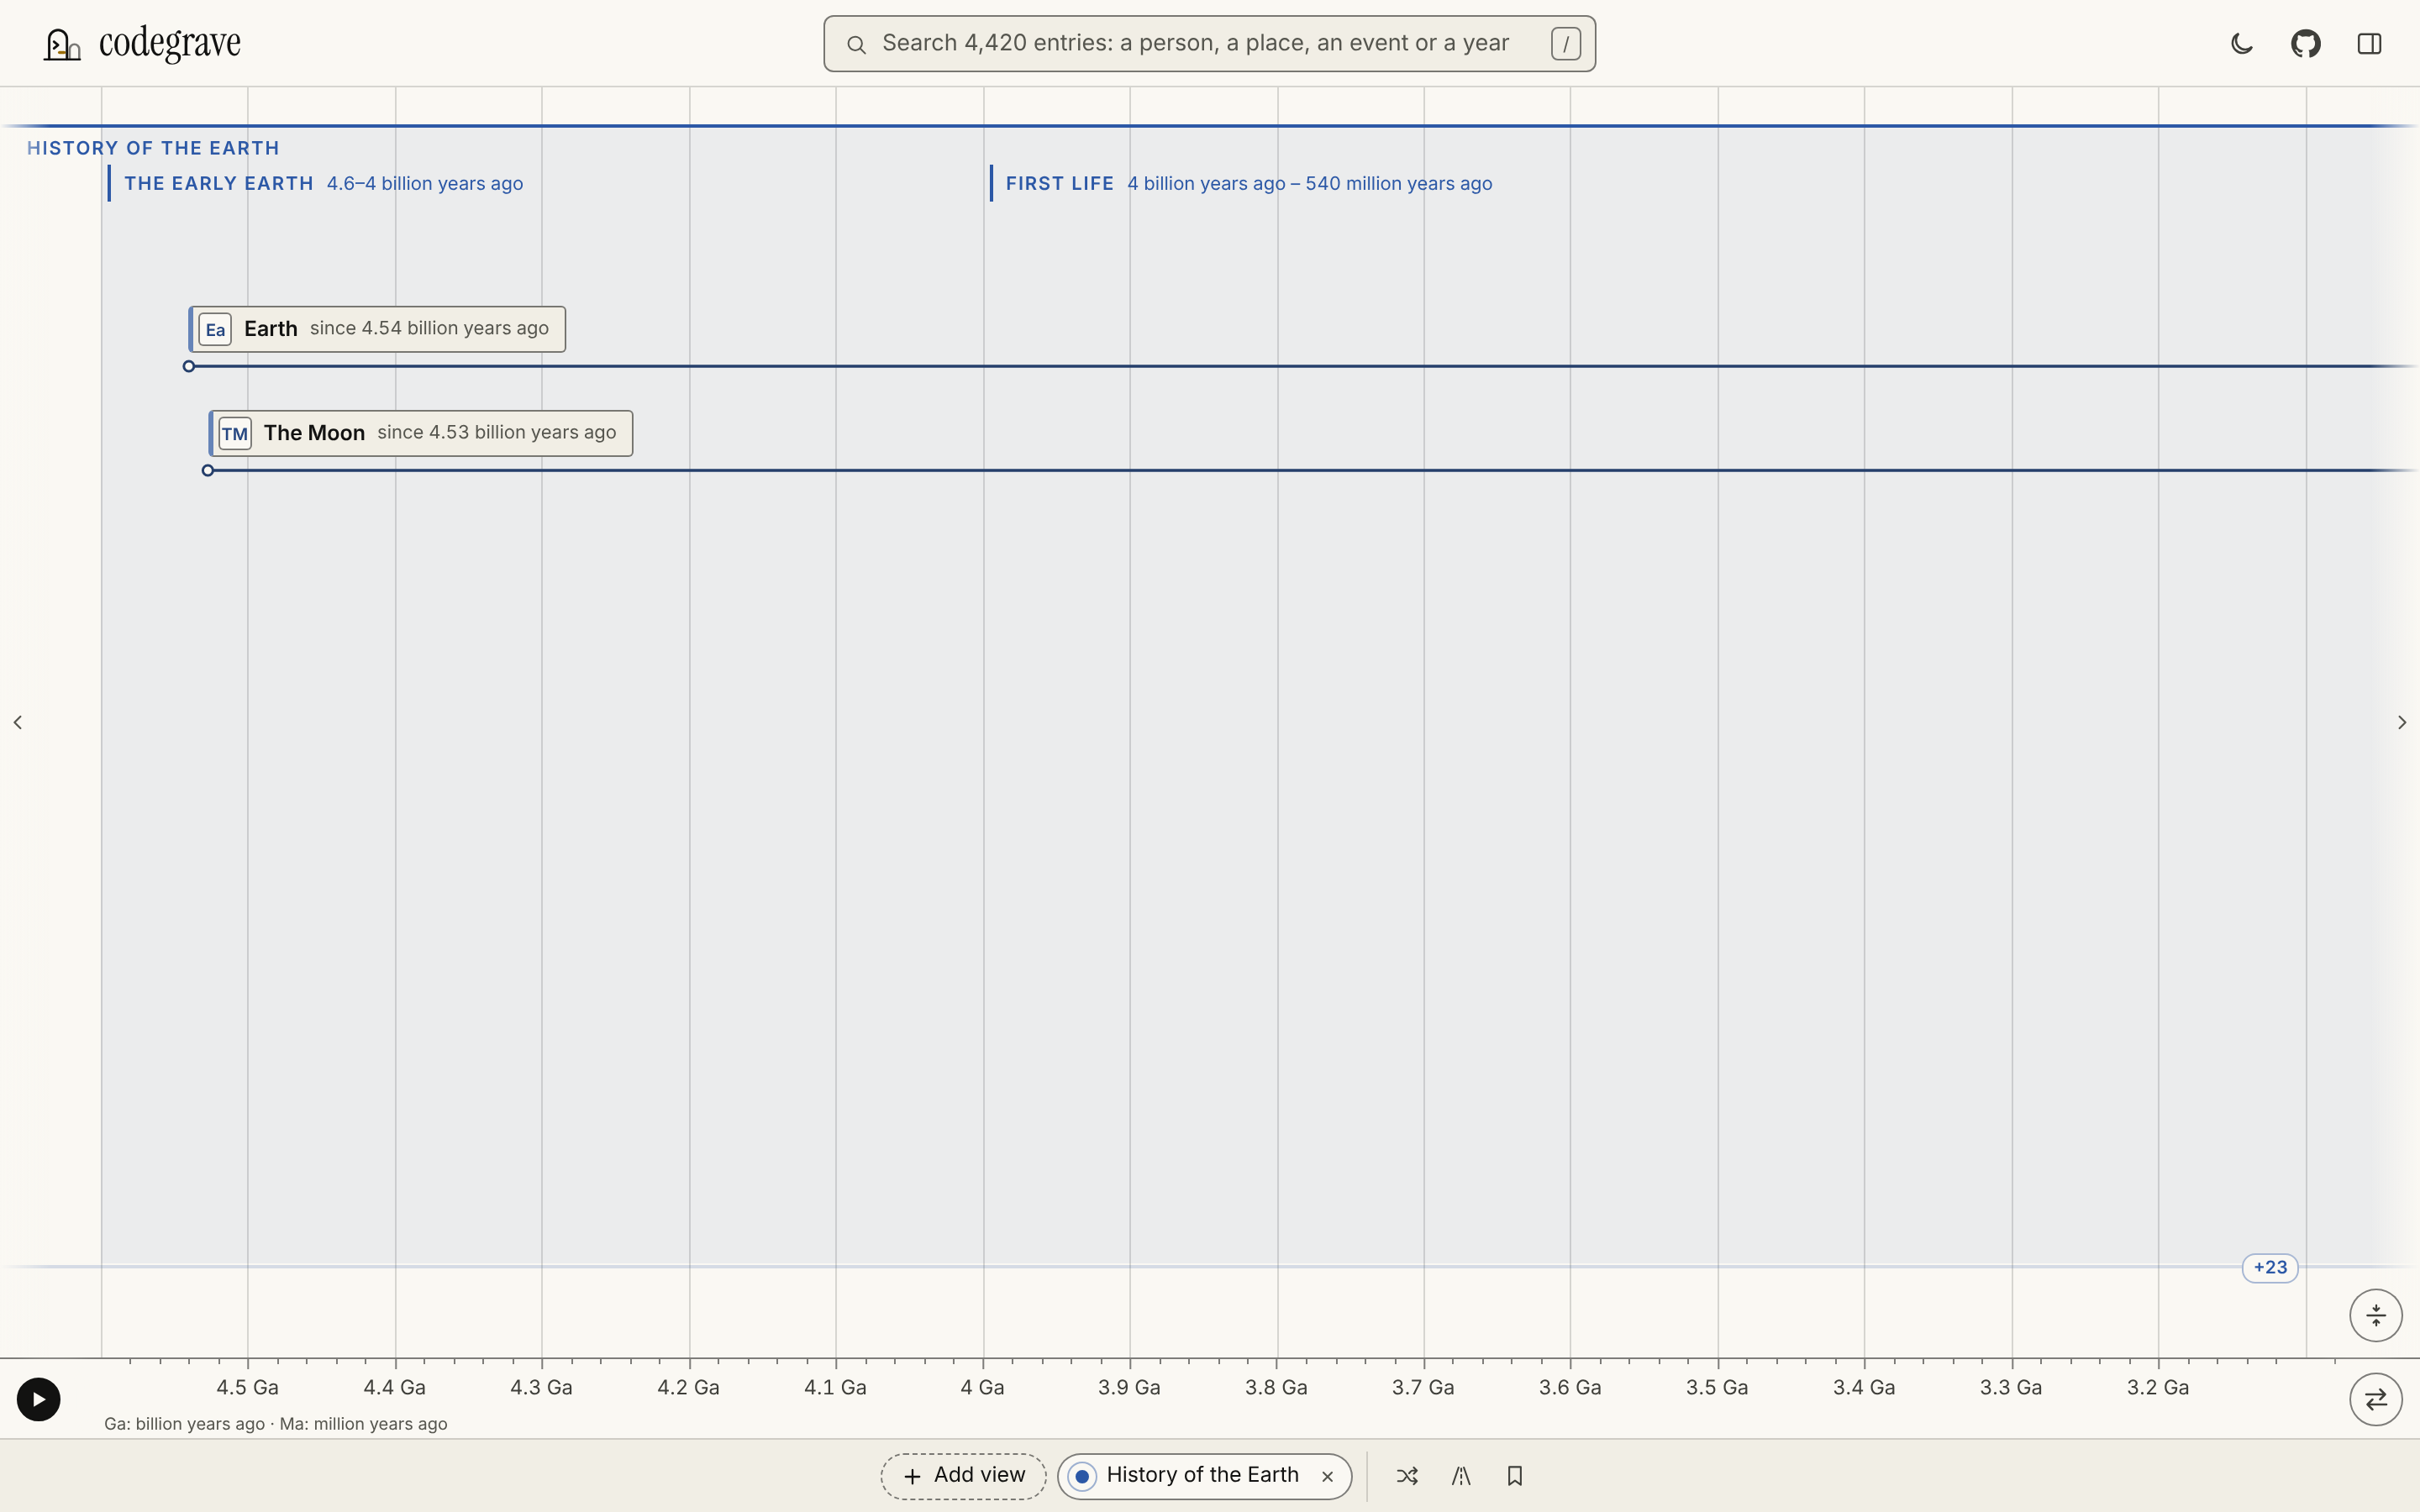 codegrave
Search 4,420 entries: a person, a place, an event or a year /
HISTORY OF THE EARTH
THE EARLY EARTH 4.6–4 billion years ago
FIRST LIFE 4 billion years ago – 540 million years ago
Ea Earth since 4.54 billion years ago
TM The Moon since 4.53 billion years ago
+23
4.5 Ga 4.4 Ga 4.3 Ga 4.2 Ga 4.1 Ga 4 Ga 3.9 Ga 3.8 Ga 3.7 Ga 3.6 Ga 3.5 Ga 3.4 Ga 3.3 Ga 3.2 Ga
Ga: billion years ago · Ma: million years ago
+ Add view History of the Earth ×